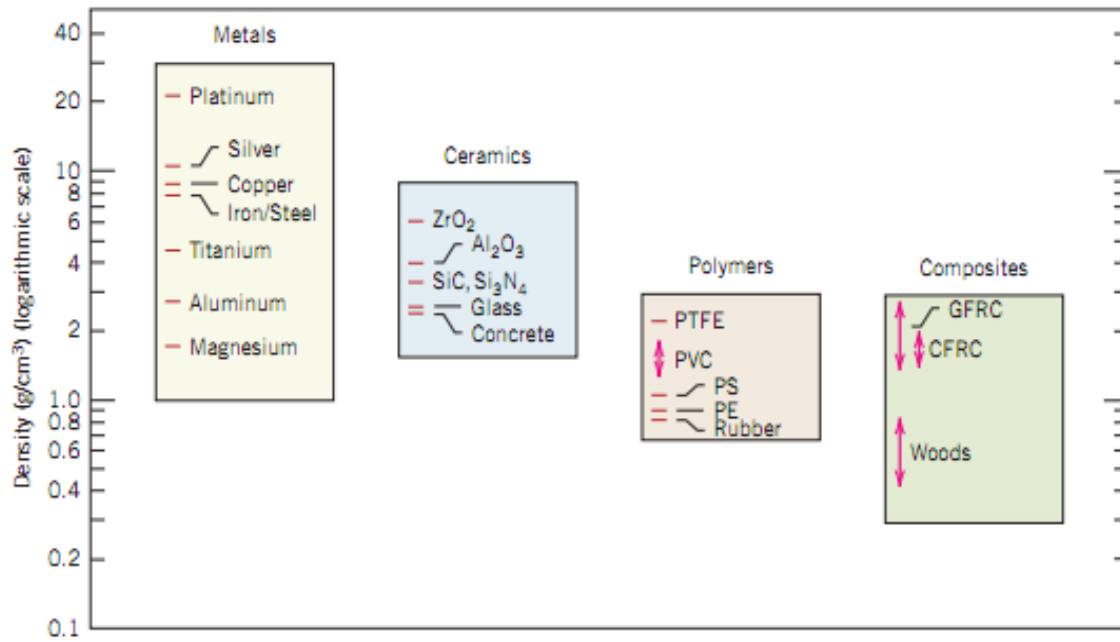 Density (g/cm³) (logarithmic scale)
40
20
10
8
6
4
2
1.0
0.8
0.6
0.4
0.2
0.1
Metals
Platinum
Silver
Copper
Iron/Steel
Titanium
Aluminum
Magnesium
Ceramics
ZrO₂
Al₂O₃
SiC, Si₃N₄
Glass
Concrete
Polymers
PTFE
PVC
PS
PE
Rubber
Composites
GFRC
CFRC
Woods